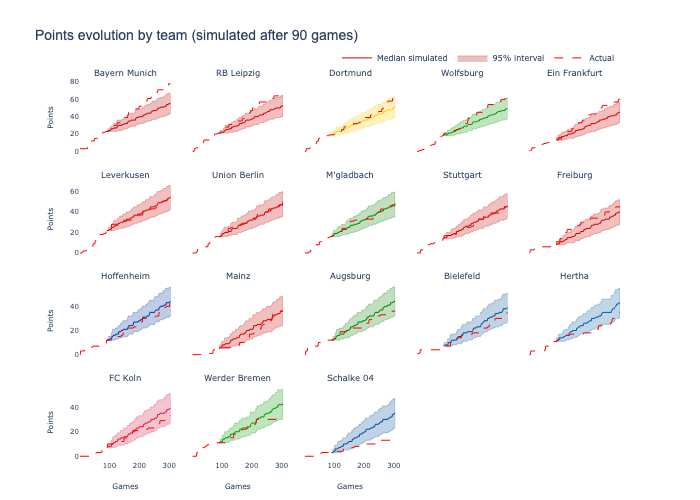 Points evolution by team (simulated after 90 games)
Median simulated 95% interval Actual
Bayern Munich RB Leipzig Dortmund Wolfsburg Ein Frankfurt
80
60
40
20
0
Points
Leverkusen Union Berlin M'gladbach Stuttgart Freiburg
60
40
20
0
Points
Hoffenheim Mainz Augsburg Bielefeld Hertha
40
20
0
Points
FC Koln Werder Bremen Schalke 04
40
20
0
Points
100 200 300 100 200 300 100 200 300
Games Games